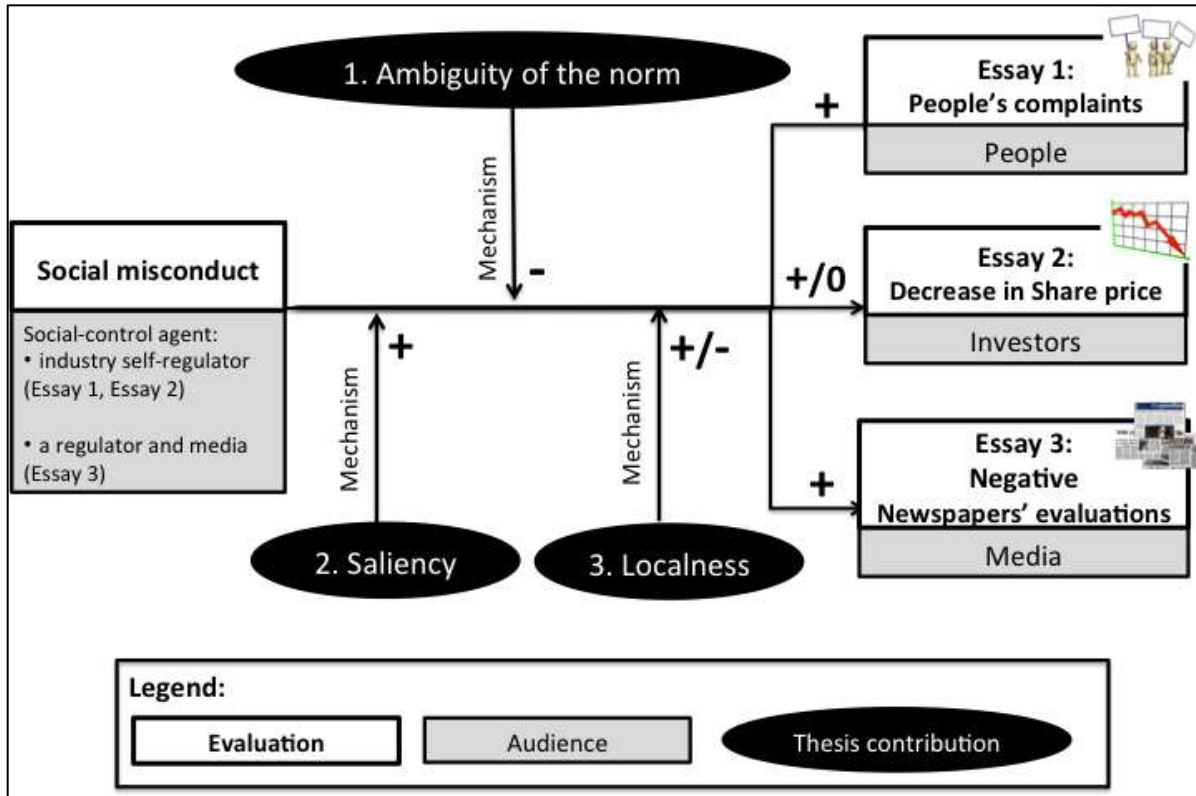 1. Ambiguity of the norm
Mechanism
-
Social misconduct
Social-control agent:
• industry self-regulator
(Essay 1, Essay 2)
• a regulator and media
(Essay 3)
+
Mechanism
2. Saliency
+/-
Mechanism
3. Localness
+
Essay 1:
People's complaints
People
+/0
Essay 2:
Decrease in Share price
Investors
+
Essay 3:
Negative
Newspapers' evaluations
Media
Legend:
Evaluation
Audience
Thesis contribution